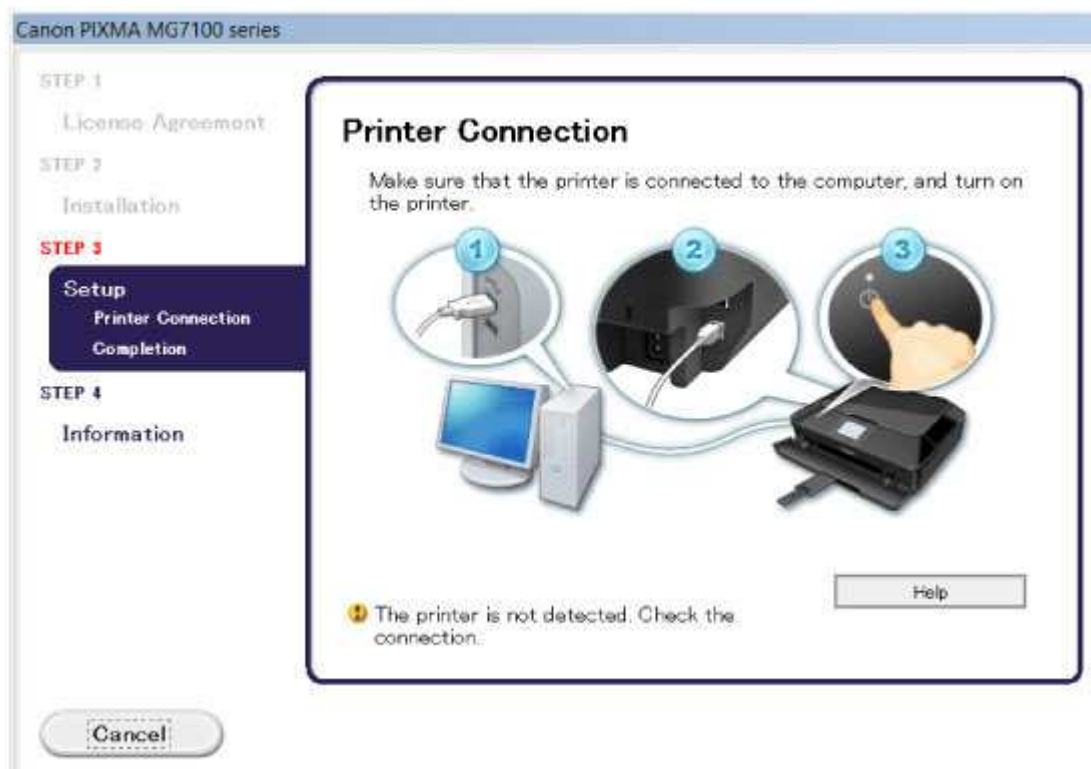 Canon PIXMA MG7100 series
STEP 1
License Agreement
STEP 2
Installation
STEP 3
Setup
Printer Connection
Completion
STEP 4
Information
Printer Connection
Make sure that the printer is connected to the computer, and turn on
the printer.
1
2
3
Help
The printer is not detected. Check the
connection.
Cancel